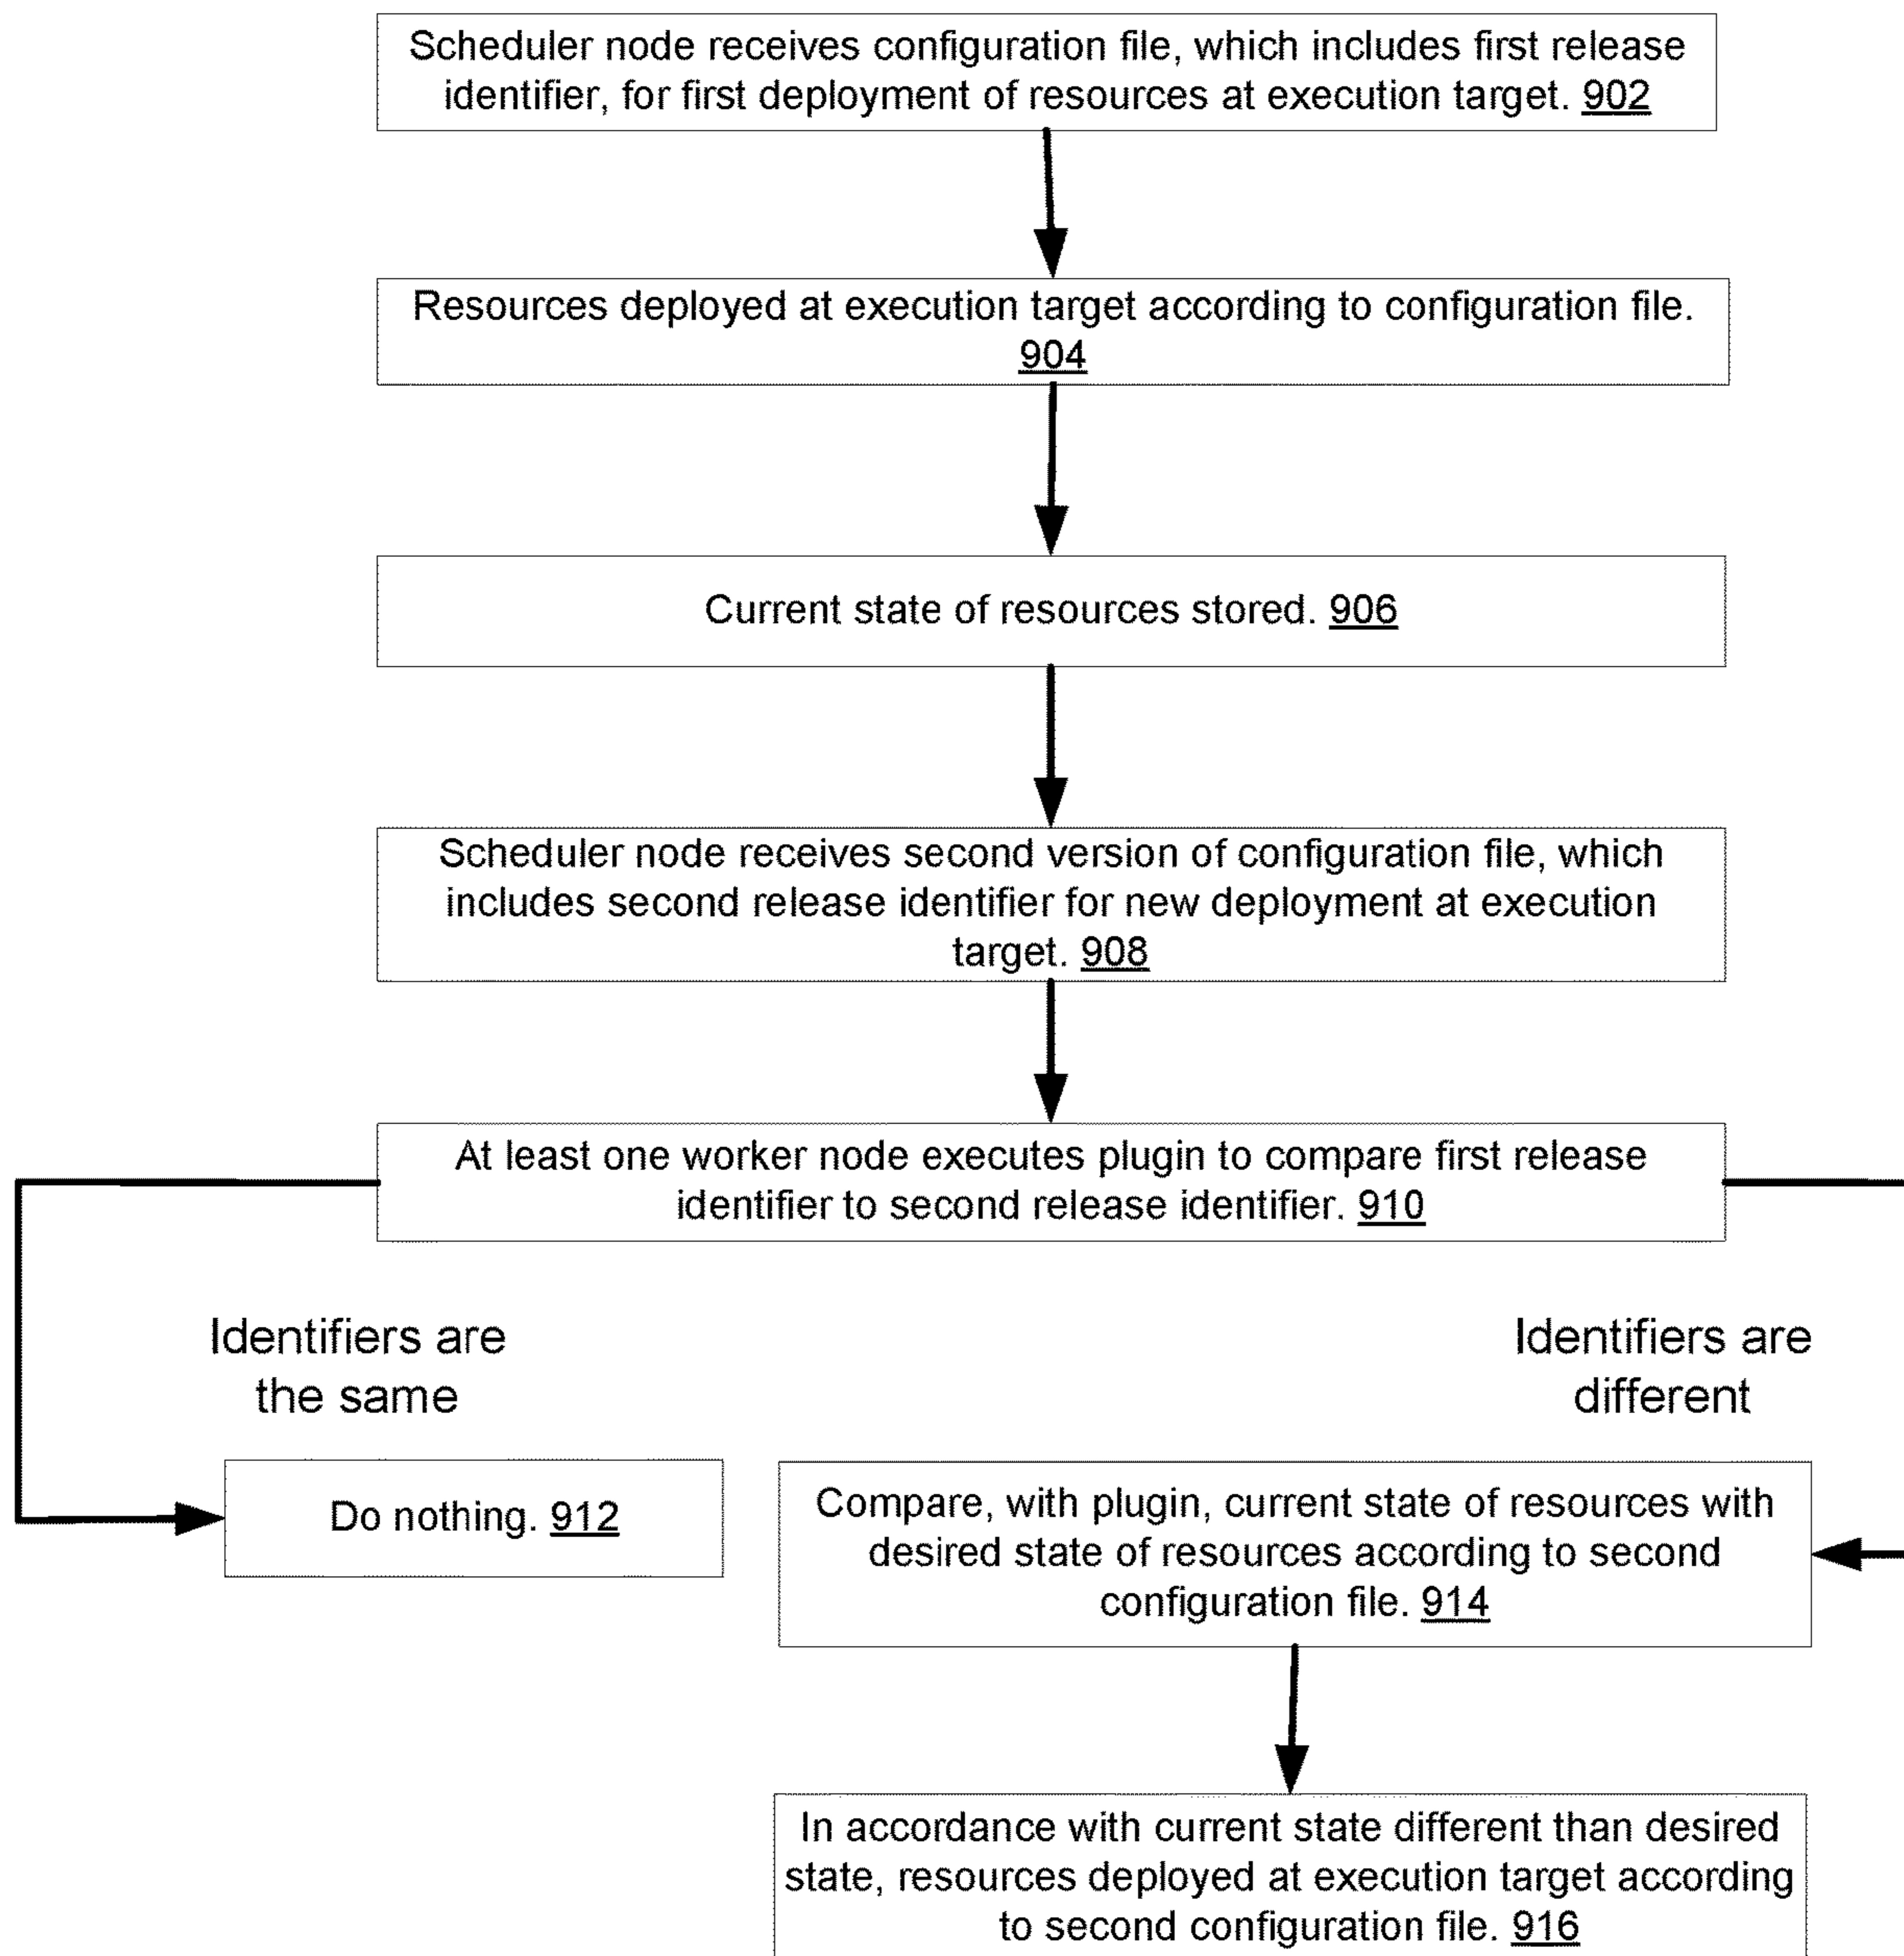 Scheduler node receives configuration file, which includes first release
identifier, for first deployment of resources at execution target. 902
Resources deployed at execution target according to configuration file.
904
Current state of resources stored. 906
Scheduler node receives second version of configuration file, which
includes second release identifier for new deployment at execution
target. 908
At least one worker node executes plugin to compare first release
identifier to second release identifier. 910
Identifiers are
the same
Identifiers are
different
Do nothing. 912
Compare, with plugin, current state of resources with
desired state of resources according to second
configuration file. 914
In accordance with current state different than desired
state, resources deployed at execution target according
to second configuration file. 916